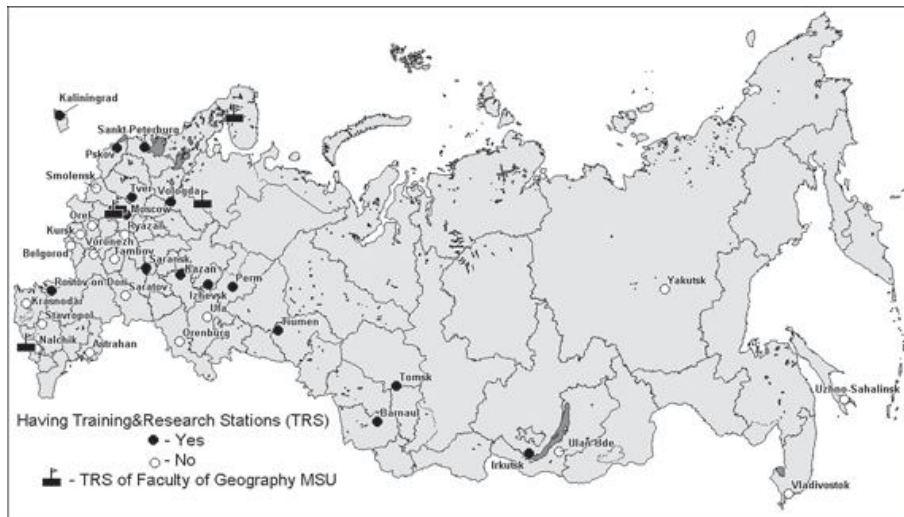 Kaliningrad
Sankt-Peterburg
Pskov
Smolensk
Tver
Vologda
Moscow
Orel
Ryazan
Kursk
Voronezh
Belgorod
Tambov
Saransk
Kazan
Perm
Rostov-on-Don
Saratov
Izhevsk
Krasnodar
Ufa
Stavropol
Orenburg
Tiumen
Nalchik
Astrahan
Yakutsk
Tomsk
Uzhno-Sahalinsk
Barnaul
Ulan-Ude
Irkutsk
Vladivostok
Having Training&Research Stations (TRS)
- Yes
- No
- TRS of Faculty of Geography MSU